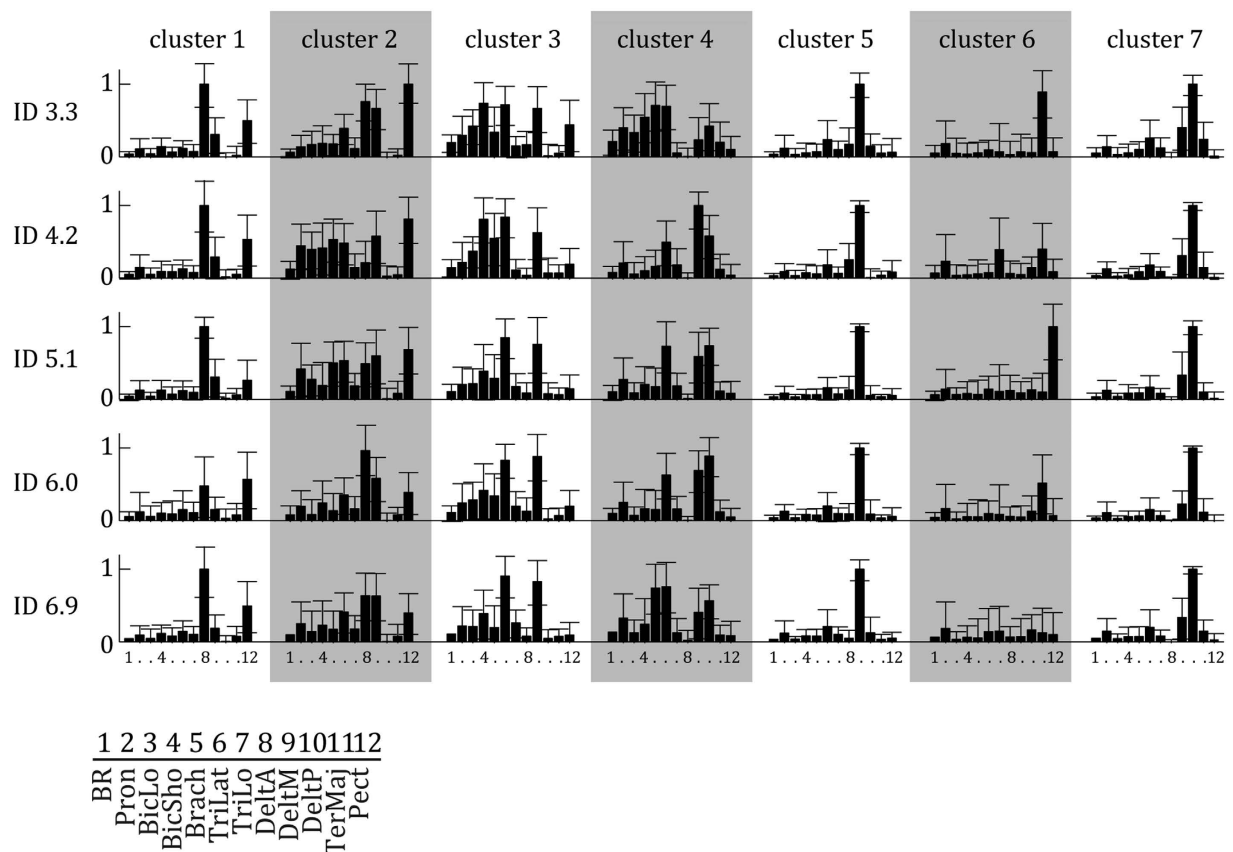 cluster 1 cluster 2 cluster 3 cluster 4 cluster 5 cluster 6 cluster 7
ID 3.3 1 0
ID 4.2 1 0
ID 5.1 1 0
ID 6.0 1 0
ID 6.9 1 0
1 . . 4 . . . 8 . . . 12 1 . . 4 . . . 8 . . . 12 1 . . 4 . . . 8 . . . 12 1 . . 4 . . . 8 . . . 12 1 . . 4 . . . 8 . . . 12 1 . . 4 . . . 8 . . . 12 1 . . 4 . . . 8 . . . 12
1 2 3 4 5 6 7 8 9 10 11 12
BR
Pron
BicLo
BicSho
Brach
TriLat
TriLo
DeltA
DeltM
DeltP
TerMaj
Pect